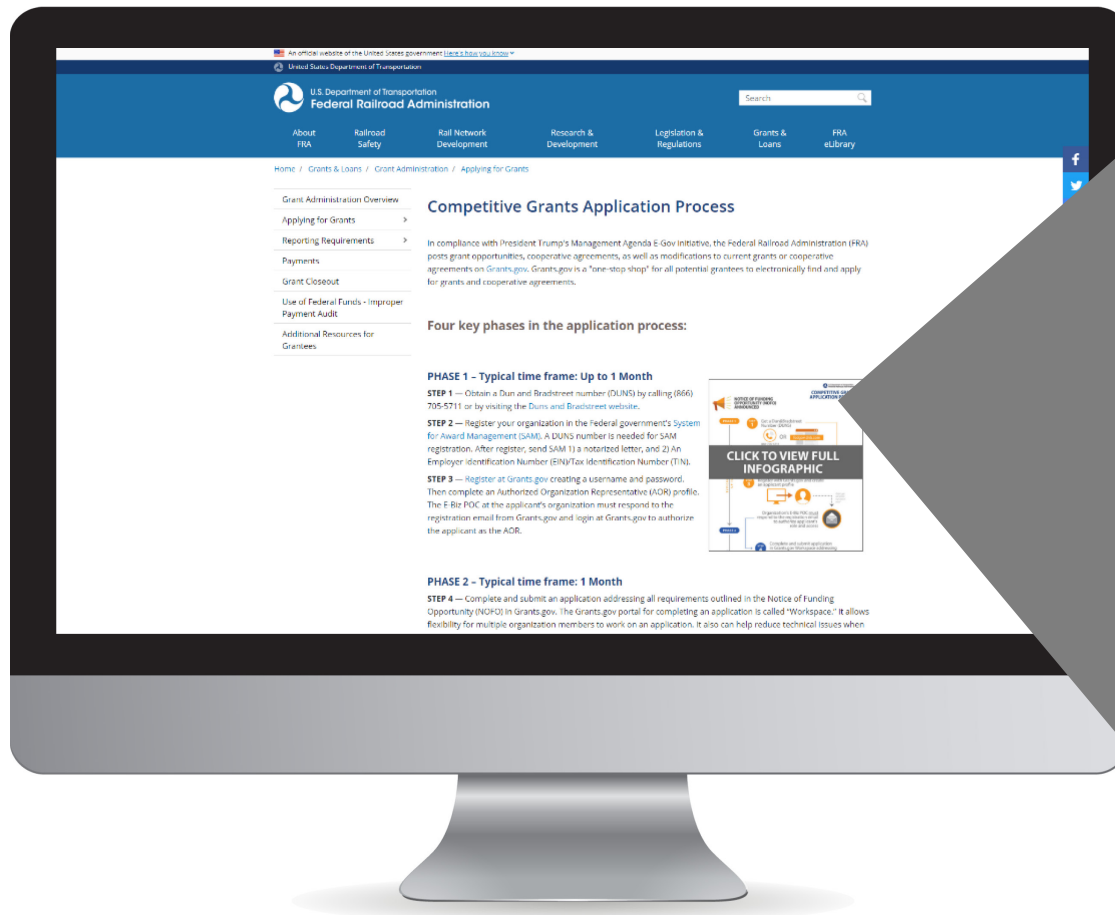 An official website of the United States government Here's how you know
United States Department of Transportation
U.S. Department of Transportation
Federal Railroad Administration
Search
About
FRA
Railroad
Safety
Rail Network
Development
Research &
Development
Legislation &
Regulations
Grants &
Loans
FRA
eLibrary
Home / Grants & Loans / Grant Administration / Applying for Grants
Grant Administration Overview
Applying for Grants
Reporting Requirements
Payments
Grant Closeout
Use of Federal Funds - Improper
Payment Audit
Additional Resources for
Grantees
Competitive Grants Application Process
In compliance with President Trump's Management Agenda E-Gov Initiative, the Federal Railroad Administration (FRA)
posts grant opportunities, cooperative agreements, as well as modifications to current grants or cooperative
agreements on Grants.gov. Grants.gov is a "one-stop shop" for all potential grantees to electronically find and apply
for grants and cooperative agreements.
Four key phases in the application process:
PHASE 1 – Typical time frame: Up to 1 Month
STEP 1 — Obtain a Dun and Bradstreet number (DUNS) by calling (866)
705-5711 or by visiting the Duns and Bradstreet website.
STEP 2 — Register your organization in the Federal government's System
for Award Management (SAM). A DUNS number is needed for SAM
registration. After register, send SAM 1) a notarized letter, and 2) An
Employer Identification Number (EIN)/Tax Identification Number (TIN).
STEP 3 — Register at Grants.gov creating a username and password.
Then complete an Authorized Organization Representative (AOR) profile.
The E-Biz POC at the applicant's organization must respond to the
registration email from Grants.gov and login at Grants.gov to authorize
the applicant as the AOR.
NOTICE OF FUNDING
OPPORTUNITY (NOFO)
ANNOUNCED
OR
CLICK TO VIEW FULL
INFOGRAPHIC
PHASE 2 – Typical time frame: 1 Month
STEP 4 — Complete and submit an application addressing all requirements outlined in the Notice of Funding
Opportunity (NOFO) in Grants.gov. The Grants.gov portal for completing an application is called "Workspace." It allows
flexibility for multiple organization members to work on an application. It also can help reduce technical issues when